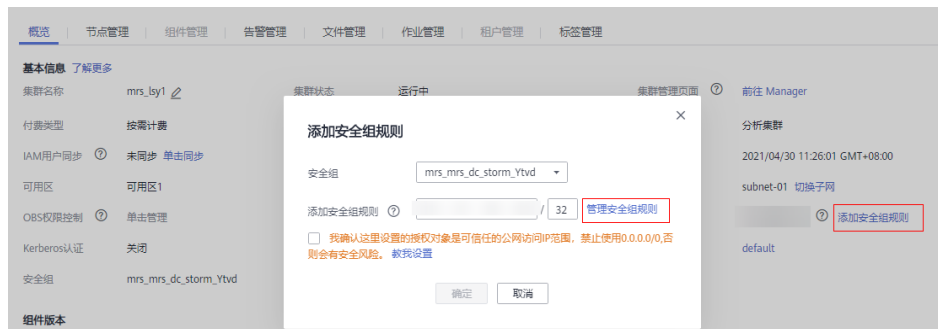 概览 节点管理 组件管理 告警管理 文件管理 作业管理 租户管理 标签管理
基本信息 了解更多
集群名称 mrs_lsy1 集群状态 运行中 集群管理页面 ? 前往 Manager
付费类型 按需计费 分析集群
IAM用户同步 ? 未同步 单击同步 2021/04/30 11:26:01 GMT+08:00
可用区 可用区1 subnet-01 切换子网
OBS权限控制 ? 单击管理 ? 添加安全组规则
Kerberos认证 关闭 default
安全组 mrs_mrs_dc_storm_Ytvd
组件版本
添加安全组规则
安全组 mrs_mrs_dc_storm_Ytvd
添加安全组规则 ? / 32 管理安全组规则
我确认这里设置的授权对象是可信任的公网访问IP范围，禁止使用0.0.0.0/0,否
则会有安全风险。 教我设置
确定 取消